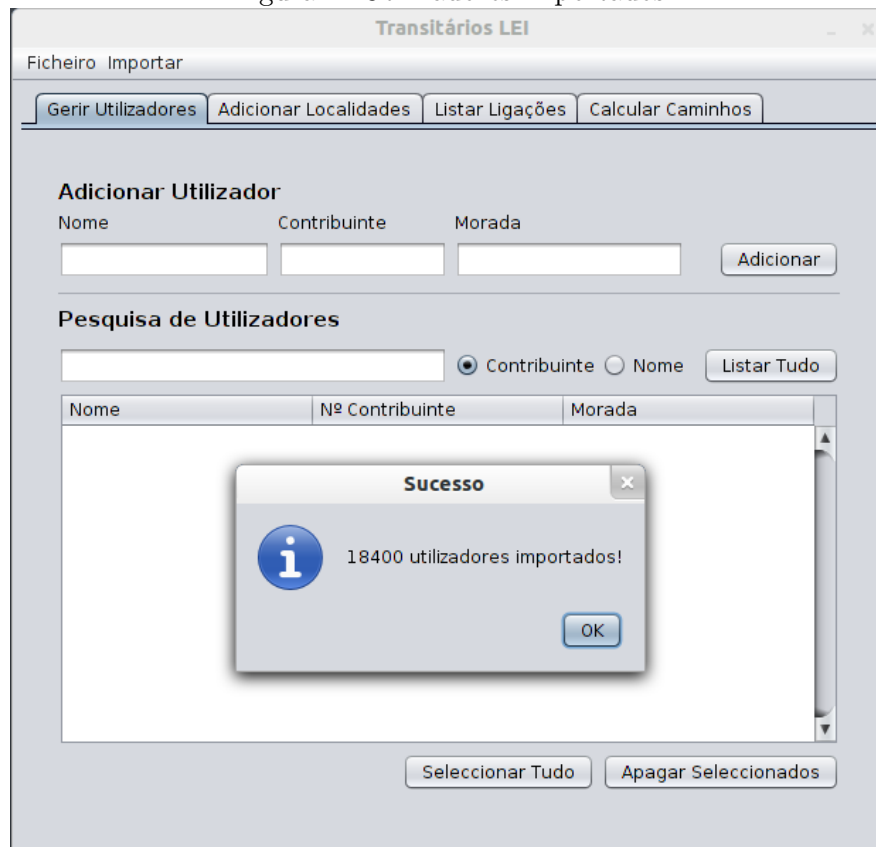 Transitários LEI
Ficheiro Importar
Gerir Utilizadores Adicionar Localidades Listar Ligações Calcular Caminhos
Adicionar Utilizador
Nome Contribuinte Morada
Adicionar
Pesquisa de Utilizadores
Contribuinte Nome Listar Tudo
Nome Nº Contribuinte Morada
Sucesso
18400 utilizadores importados!
OK
Seleccionar Tudo Apagar Seleccionados